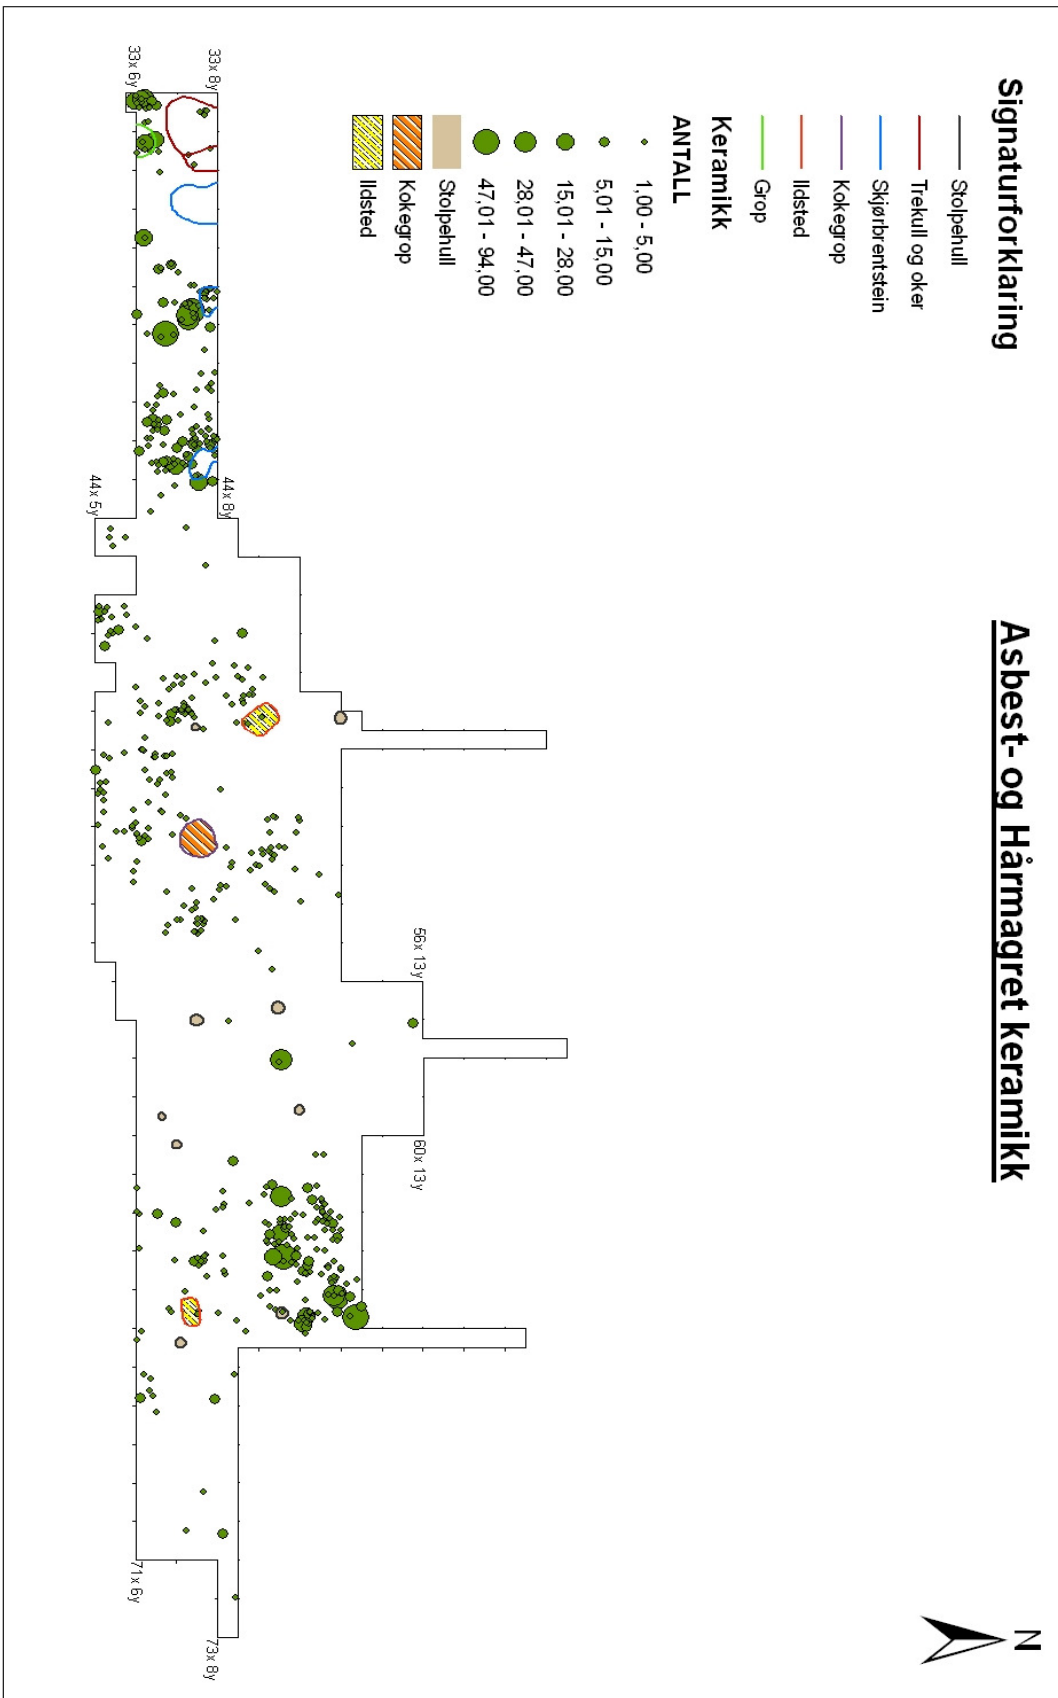 Asbest- og Hårmagret keramikk
N
Signaturforklaring
Stolpehull
Trekull og oker
Skjørbrentstein
Kokegrop
Ildsted
Grop
Keramikk
ANTALL
1,00 - 5,00
5,01 - 15,00
15,01 - 28,00
28,01 - 47,00
47,01 - 94,00
Stolpehull
Kokegrop
Ildsted
33x 8y
33x 6y
44x 8y
44x 5y
56x 13y
60x 13y
71x 6y
73x 8y